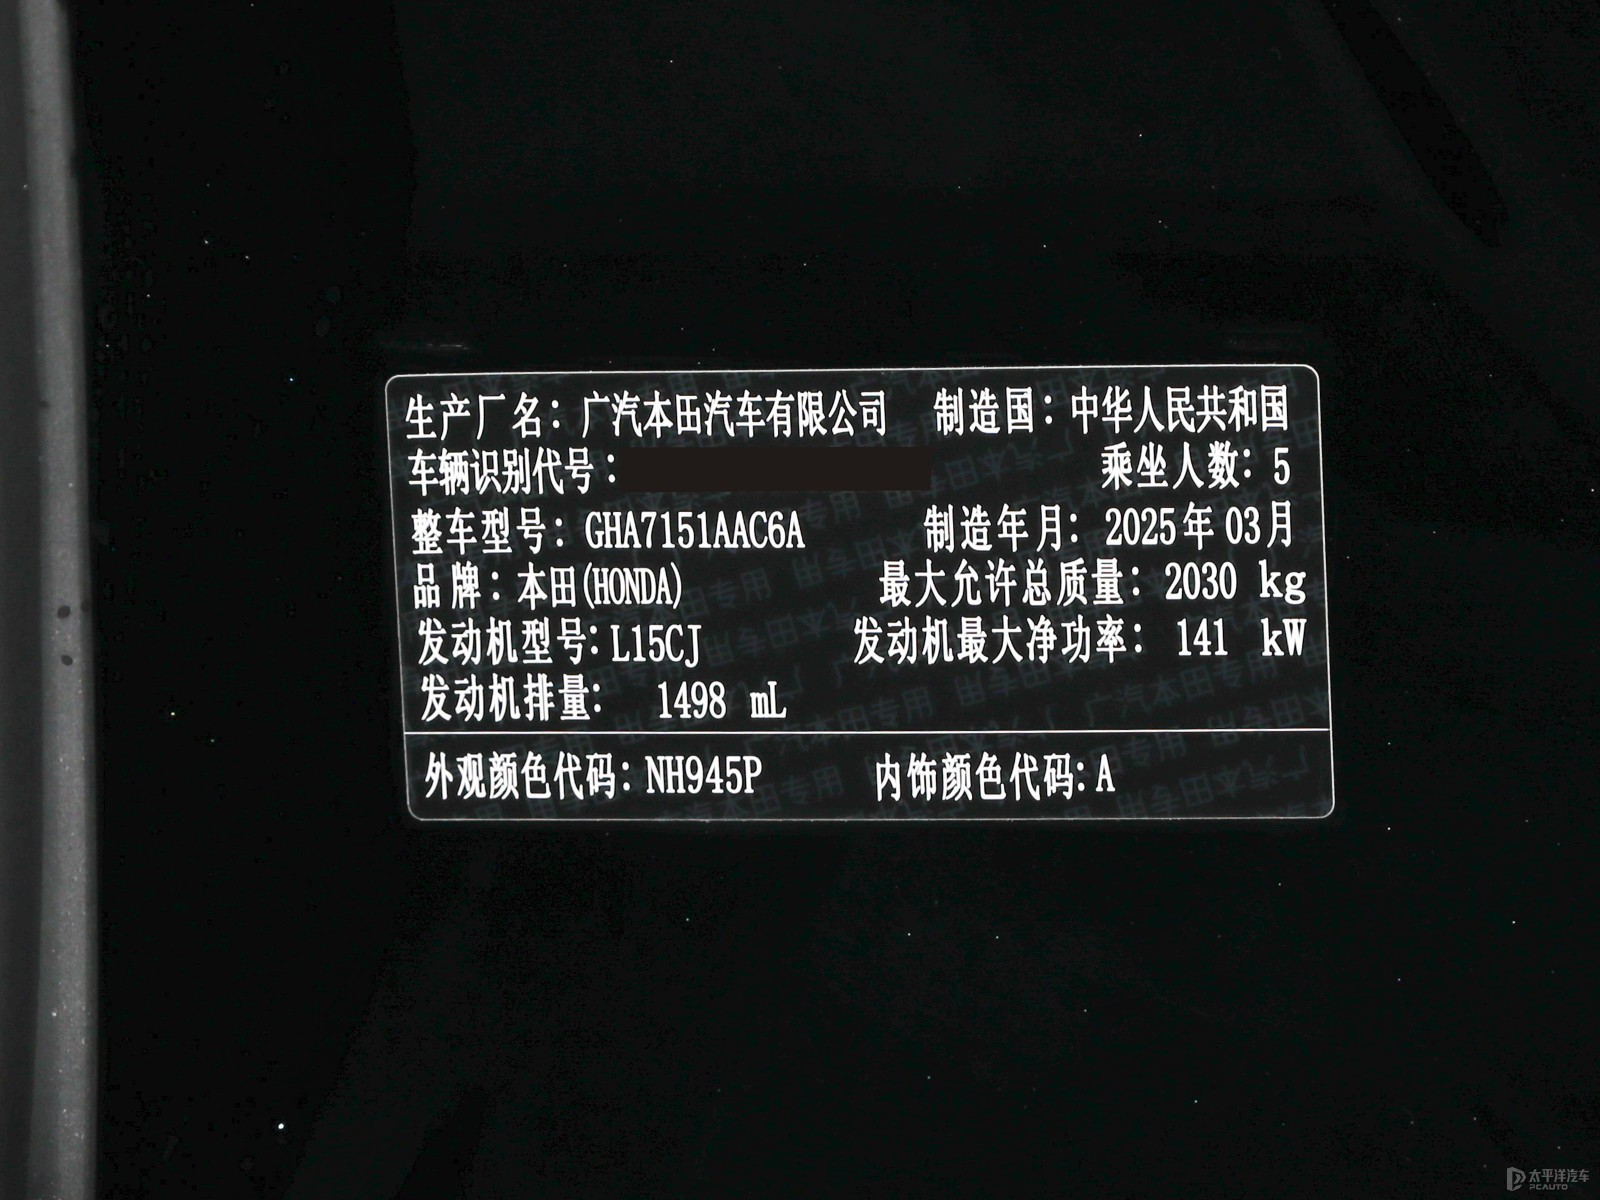 生产厂名：广汽本田汽车有限公司 制造国：中华人民共和国
车辆识别代号： 乘坐人数：5
整车型号：GHA7151AAC6A 制造年月：2025年03月
品牌：本田(HONDA) 最大允许总质量：2030 kg
发动机型号：L15CJ 发动机最大净功率：141 kW
发动机排量： 1498 mL
外观颜色代码：NH945P 内饰颜色代码：A
太平洋汽车
PCAUTO